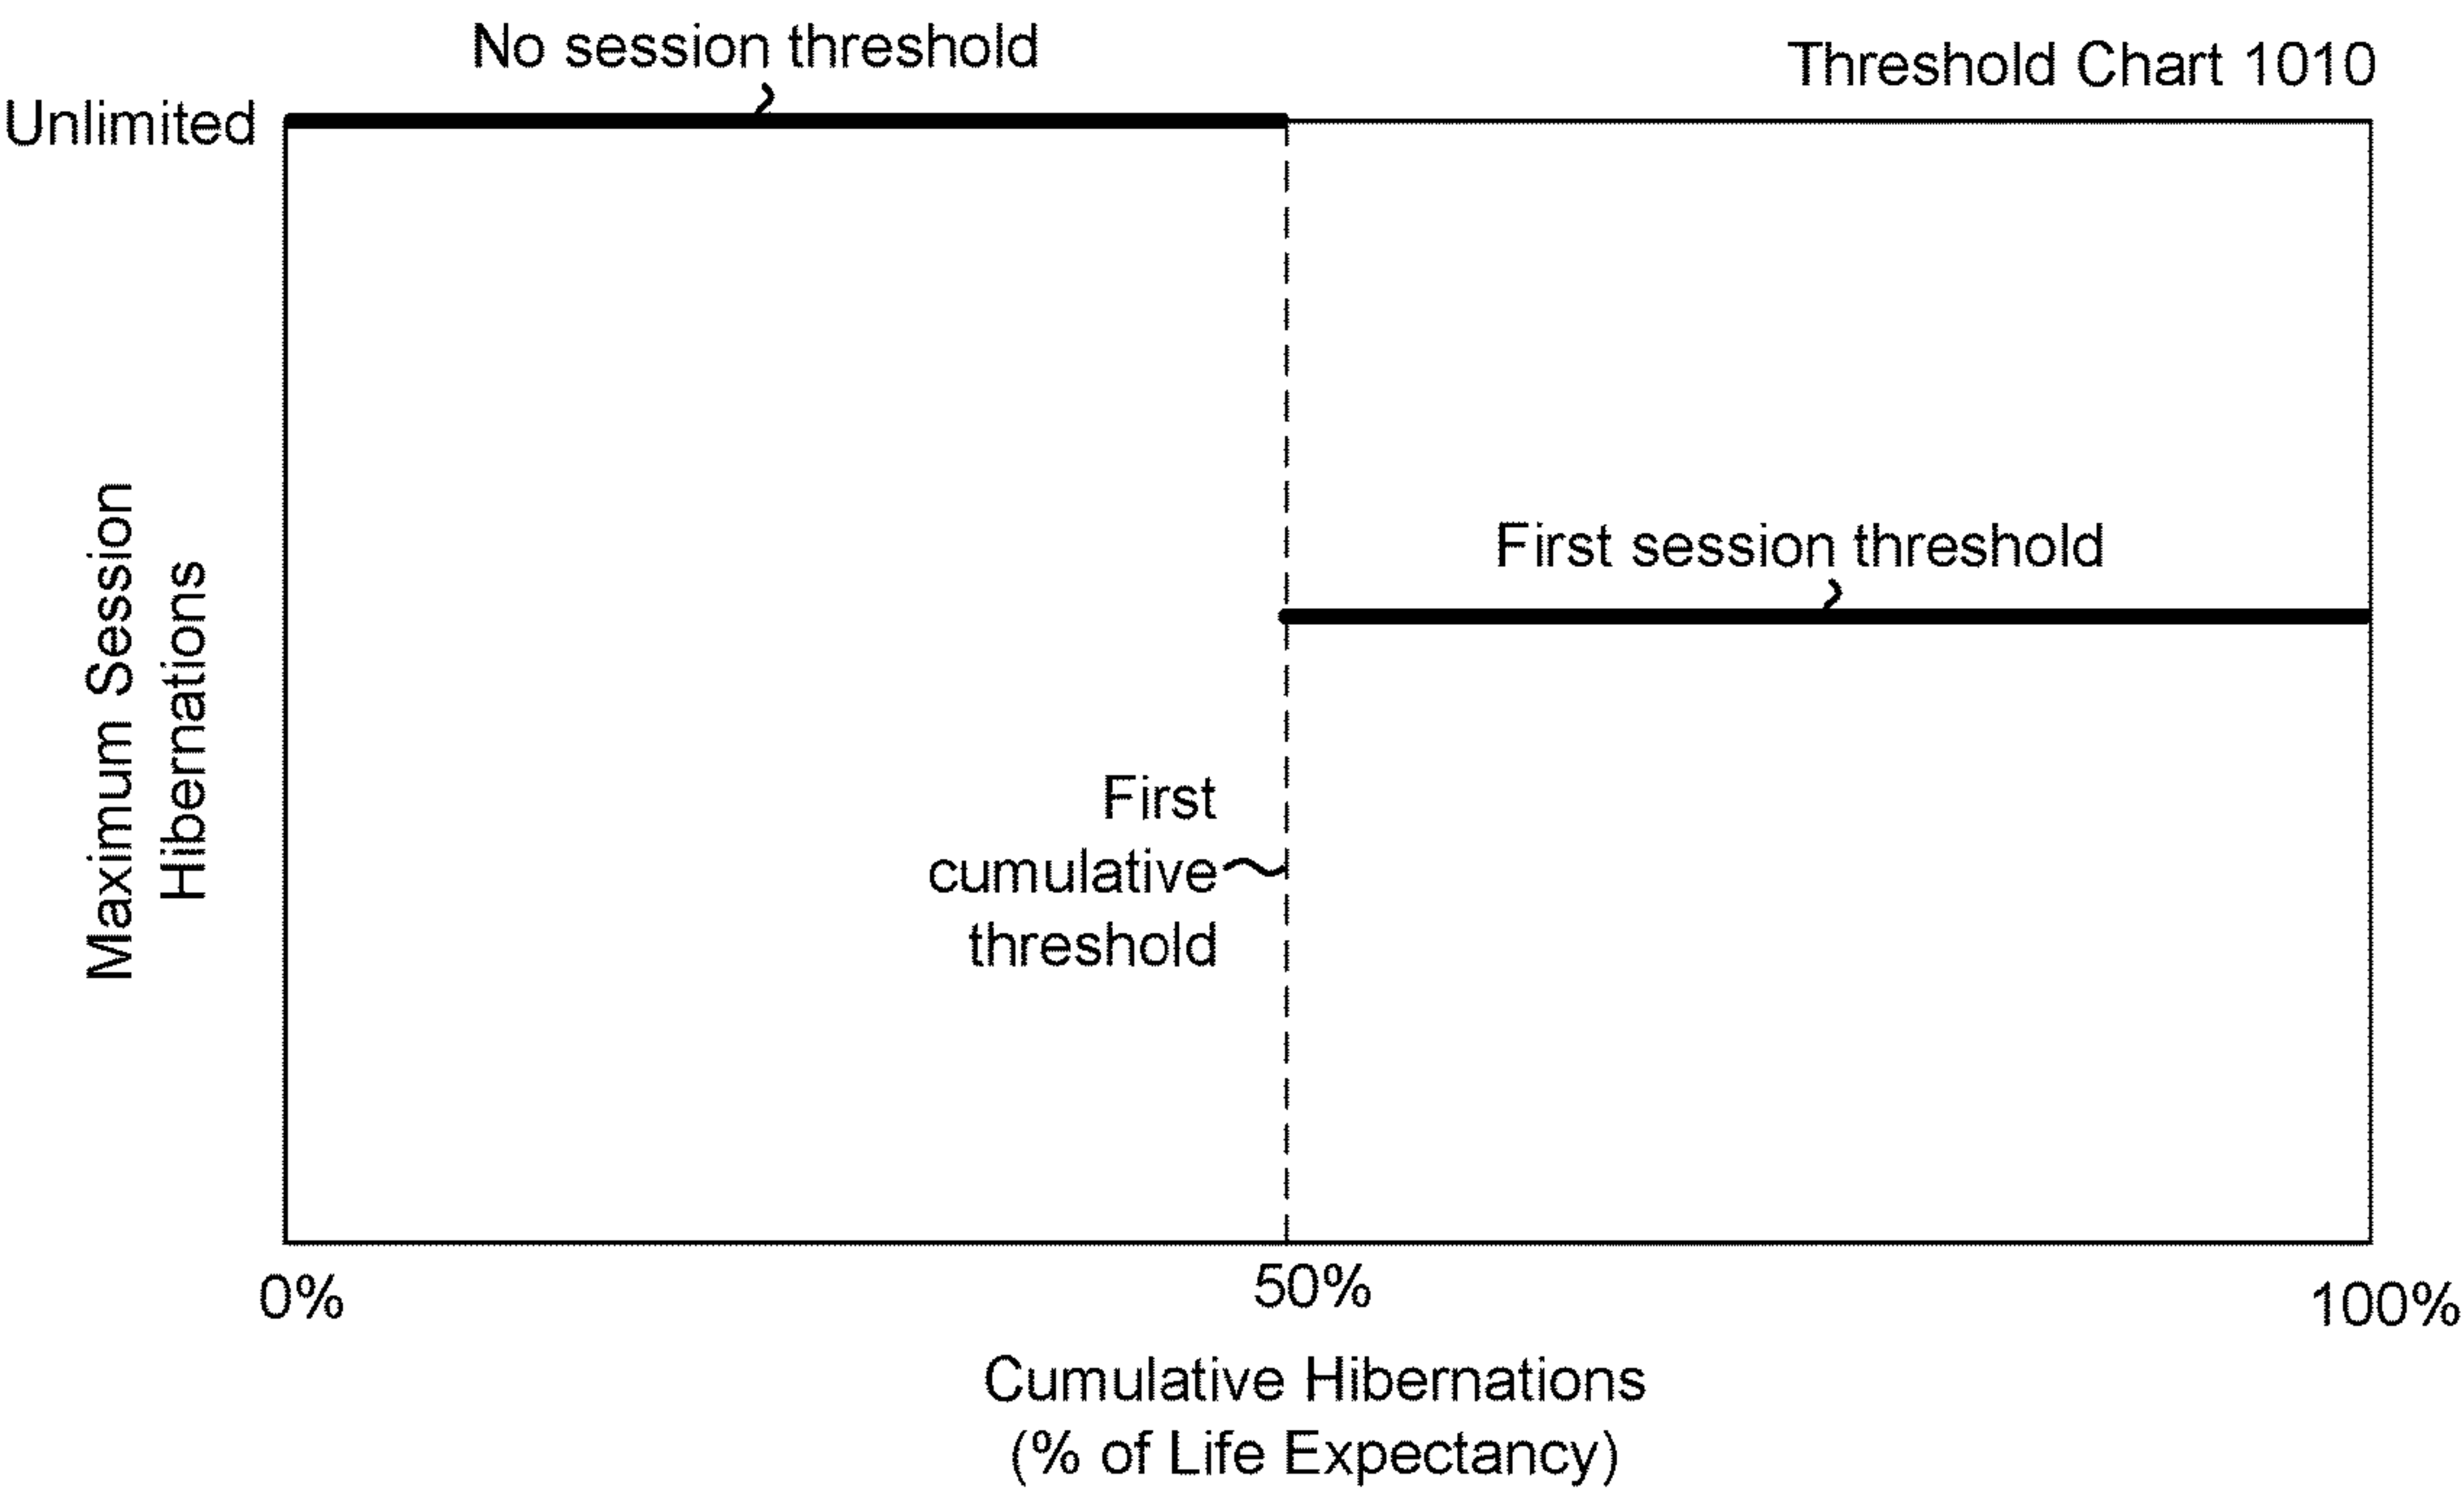 No session threshold
Threshold Chart 1010
Unlimited
First session threshold
Maximum Session
Hibernations
First
cumulative
threshold
0%
50%
100%
Cumulative Hibernations
(% of Life Expectancy)